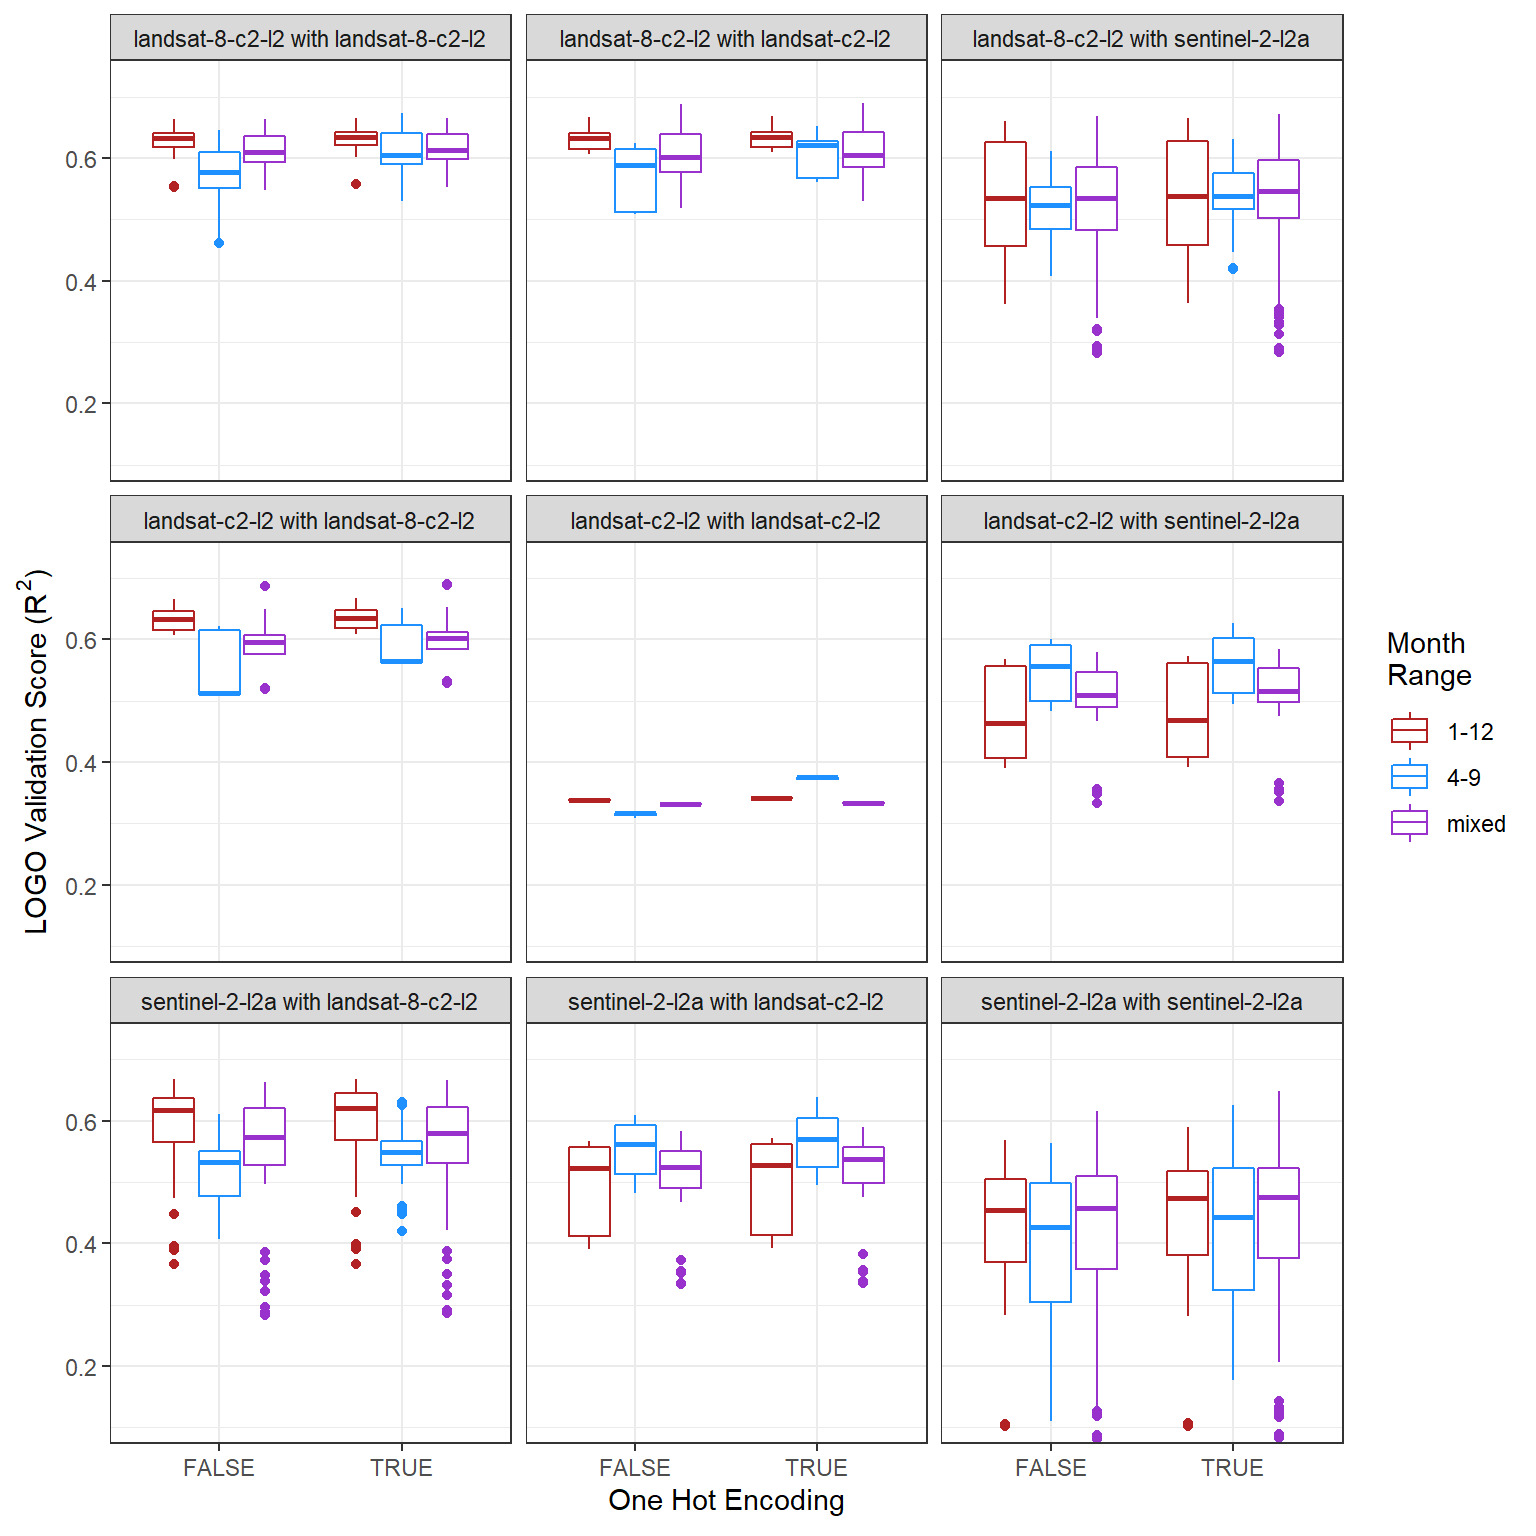 landsat-8-c2-l2 with landsat-8-c2-l2
landsat-8-c2-l2 with landsat-c2-l2
landsat-8-c2-l2 with sentinel-2-l2a
0.6
0.4
0.2
landsat-c2-l2 with landsat-8-c2-l2
landsat-c2-l2 with landsat-c2-l2
landsat-c2-l2 with sentinel-2-l2a
0.6
0.4
0.2
LOGO Validation Score (R²)
sentinel-2-l2a with landsat-8-c2-l2
sentinel-2-l2a with landsat-c2-l2
sentinel-2-l2a with sentinel-2-l2a
0.6
0.4
0.2
FALSE
TRUE
FALSE
TRUE
FALSE
TRUE
One Hot Encoding
Month
Range
1-12
4-9
mixed